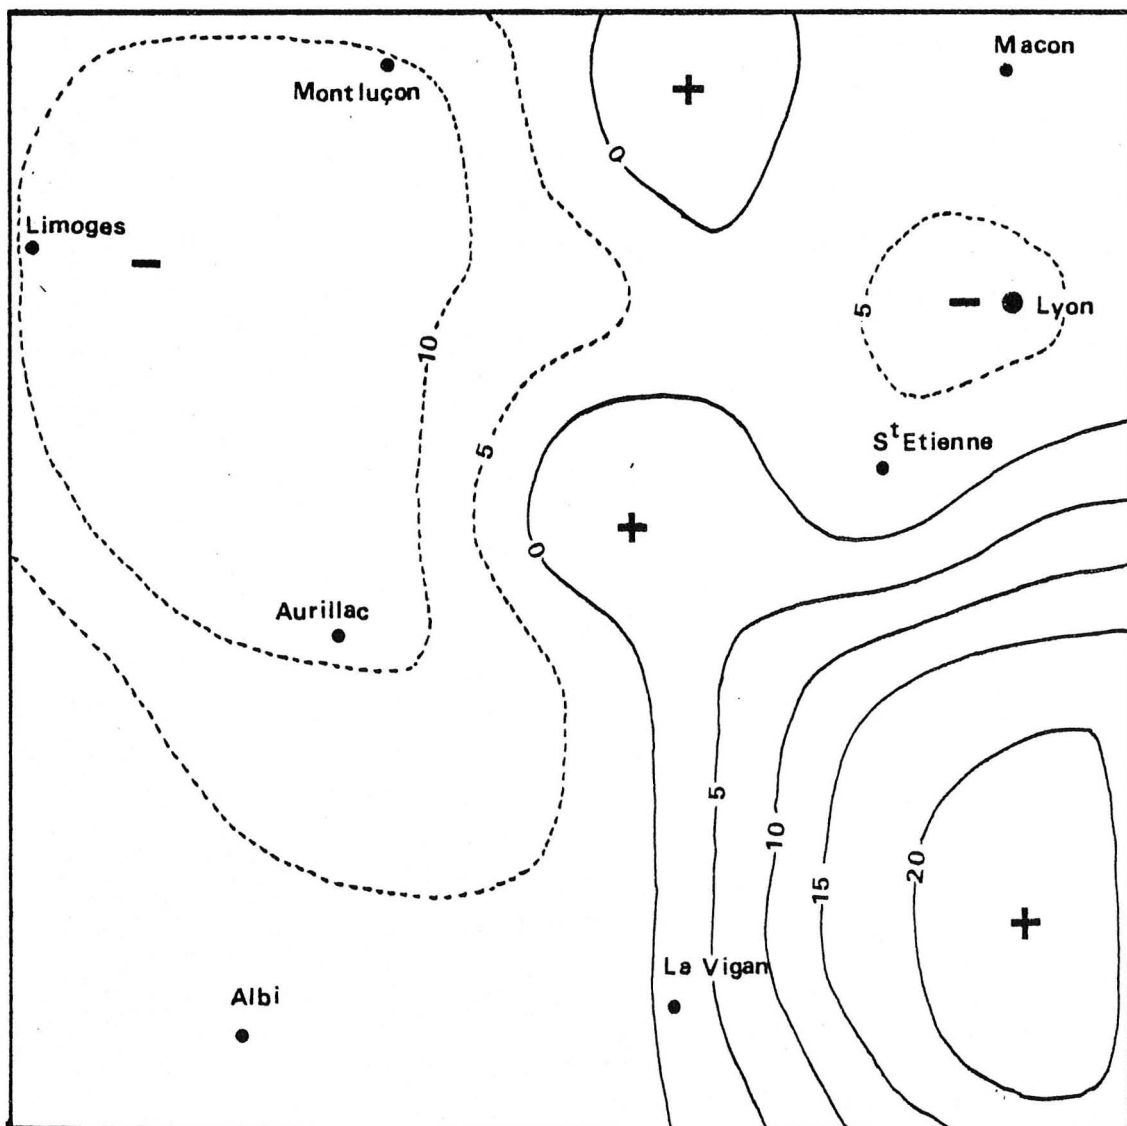 Macon
+
Montluçon
0
Limoges
-
5
-
Lyon
10
StEtienne
5
+
0
Aurillac
5
10
20
15
+
La Vigan
Albi